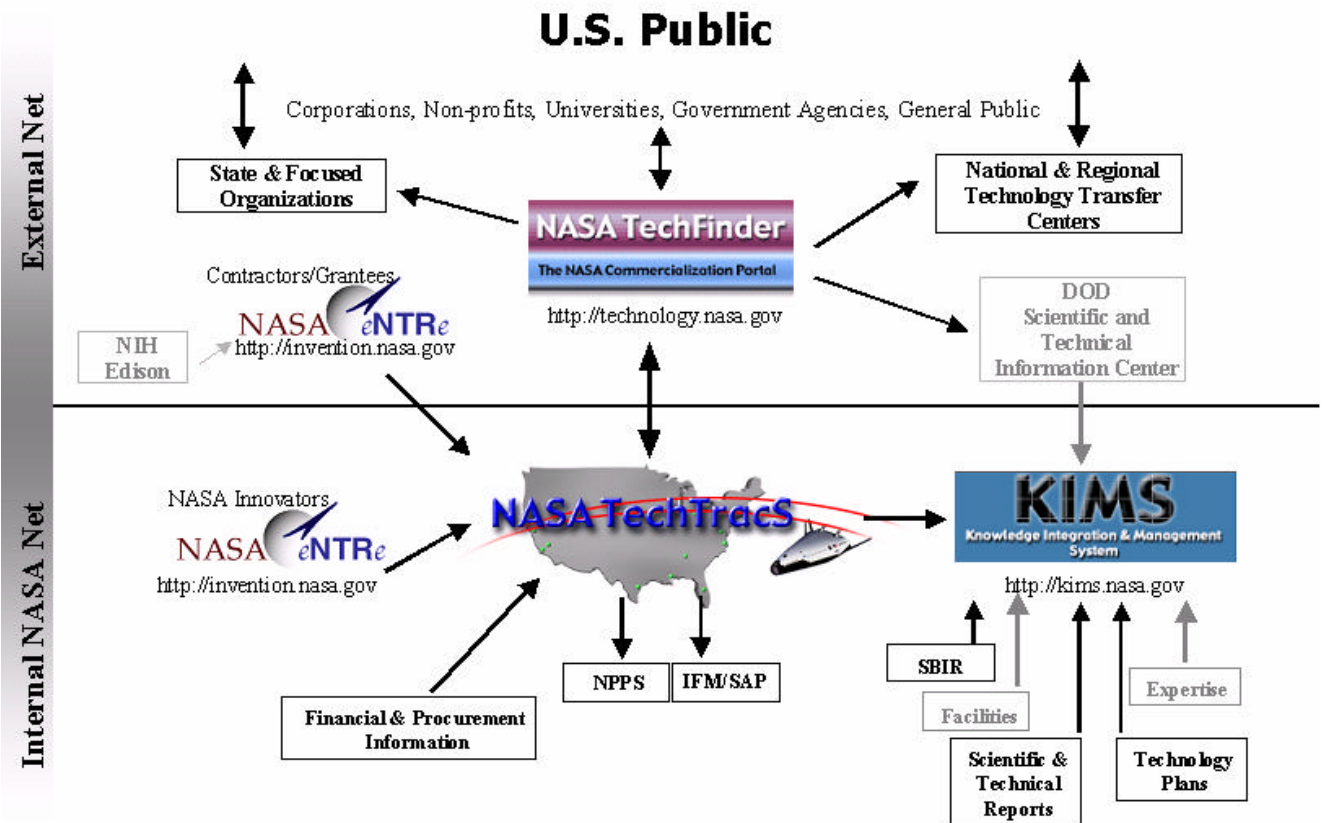 U.S. Public
External Net
Corporations, Non-profits, Universities, Government Agencies, General Public
State & Focused
Organizations
National & Regional
Technology Transfer
Centers
NASA TechFinder
The NASA Commercialization Portal
http://technology.nasa.gov
Contractors/Grantees
NASA eNTRe
http://invention.nasa.gov
NIH
Edison
DOD
Scientific and
Technical
Information Center
Internal NASA Net
NASA Innovators
NASA eNTRe
http://invention.nasa.gov
NASA TechTracS
KIMS
Knowledge Integration & Management
System
http://kims.nasa.gov
NPPS
IFM/SAP
Financial & Procurement
Information
SBIR
Facilities
Expertise
Scientific &
Technical
Reports
Technology
Plans